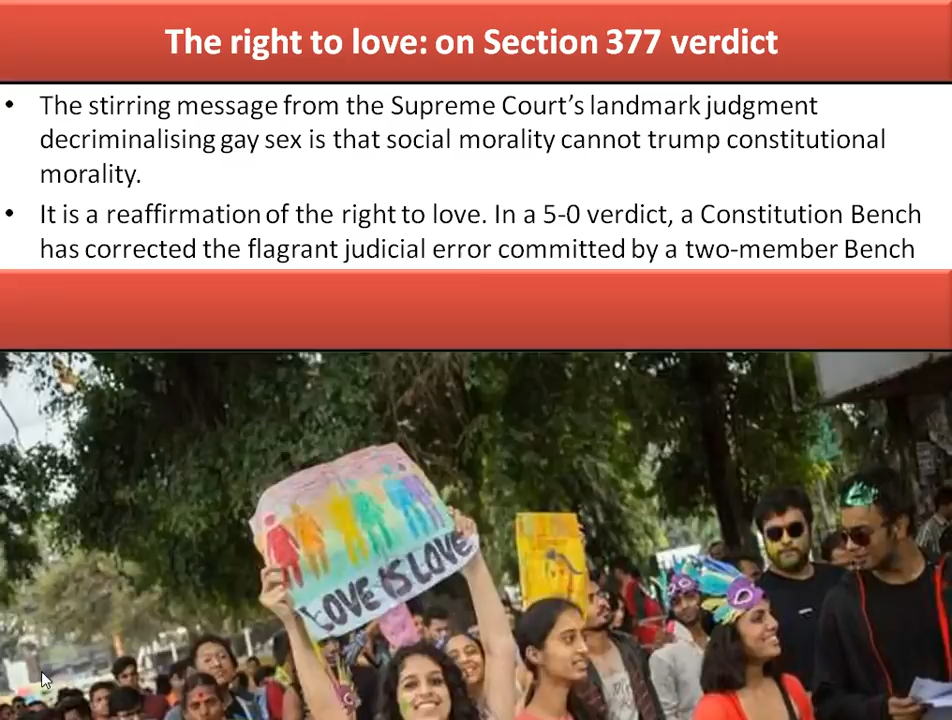 The right to love: on Section 377 verdict
• The stirring message from the Supreme Court's landmark judgment
decriminalising gay sex is that social morality cannot trump constitutional
morality.
• It is a reaffirmation of the right to love. In a 5-0 verdict, a Constitution Bench
has corrected the flagrant judicial error committed by a two-member Bench
LOVE IS LOVE